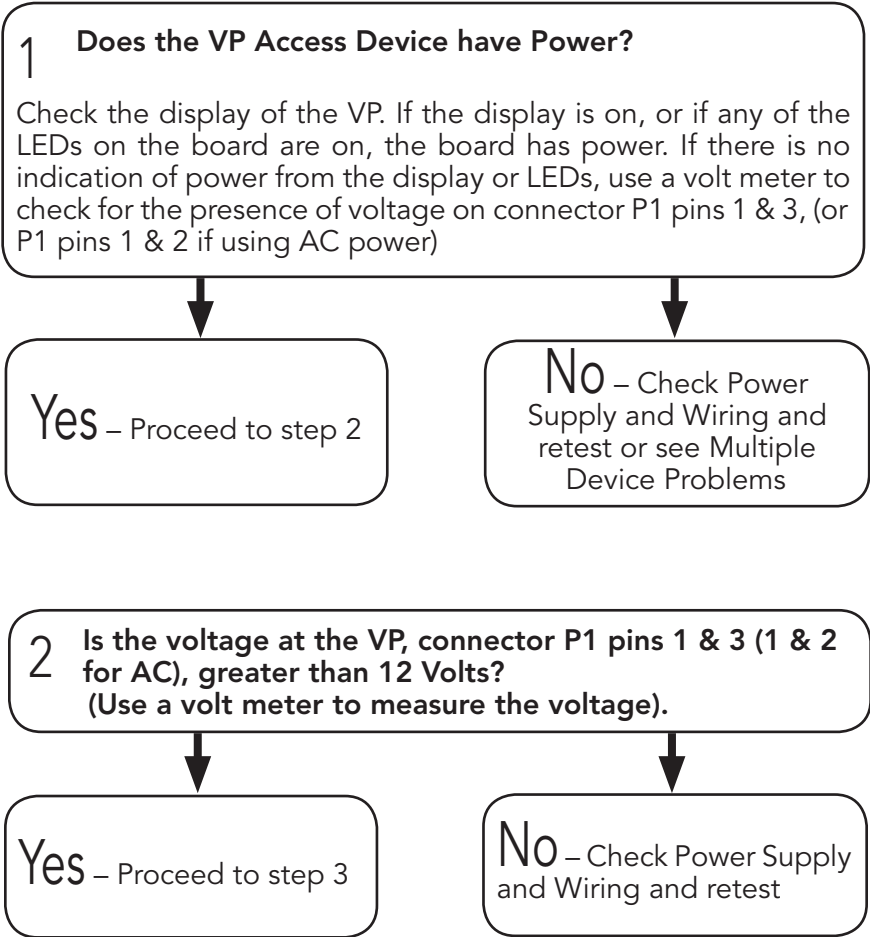 1 Does the VP Access Device have Power?
Check the display of the VP. If the display is on, or if any of the
LEDs on the board are on, the board has power. If there is no
indication of power from the display or LEDs, use a volt meter to
check for the presence of voltage on connector P1 pins 1 & 3, (or
P1 pins 1 & 2 if using AC power)
Yes – Proceed to step 2
No – Check Power
Supply and Wiring and
retest or see Multiple
Device Problems
2 Is the voltage at the VP, connector P1 pins 1 & 3 (1 & 2
for AC), greater than 12 Volts?
(Use a volt meter to measure the voltage).
Yes – Proceed to step 3
No – Check Power Supply
and Wiring and retest